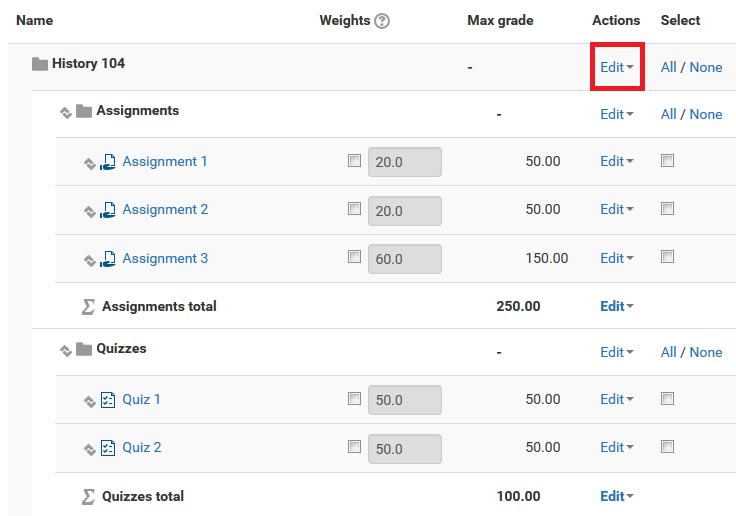 Name Weights ? Max grade Actions Select
History 104 - Edit All / None
Assignments - Edit All / None
Assignment 1 20.0 50.00 Edit
Assignment 2 20.0 50.00 Edit
Assignment 3 60.0 150.00 Edit
Σ Assignments total 250.00 Edit
Quizzes - Edit All / None
Quiz 1 50.0 50.00 Edit
Quiz 2 50.0 50.00 Edit
Σ Quizzes total 100.00 Edit